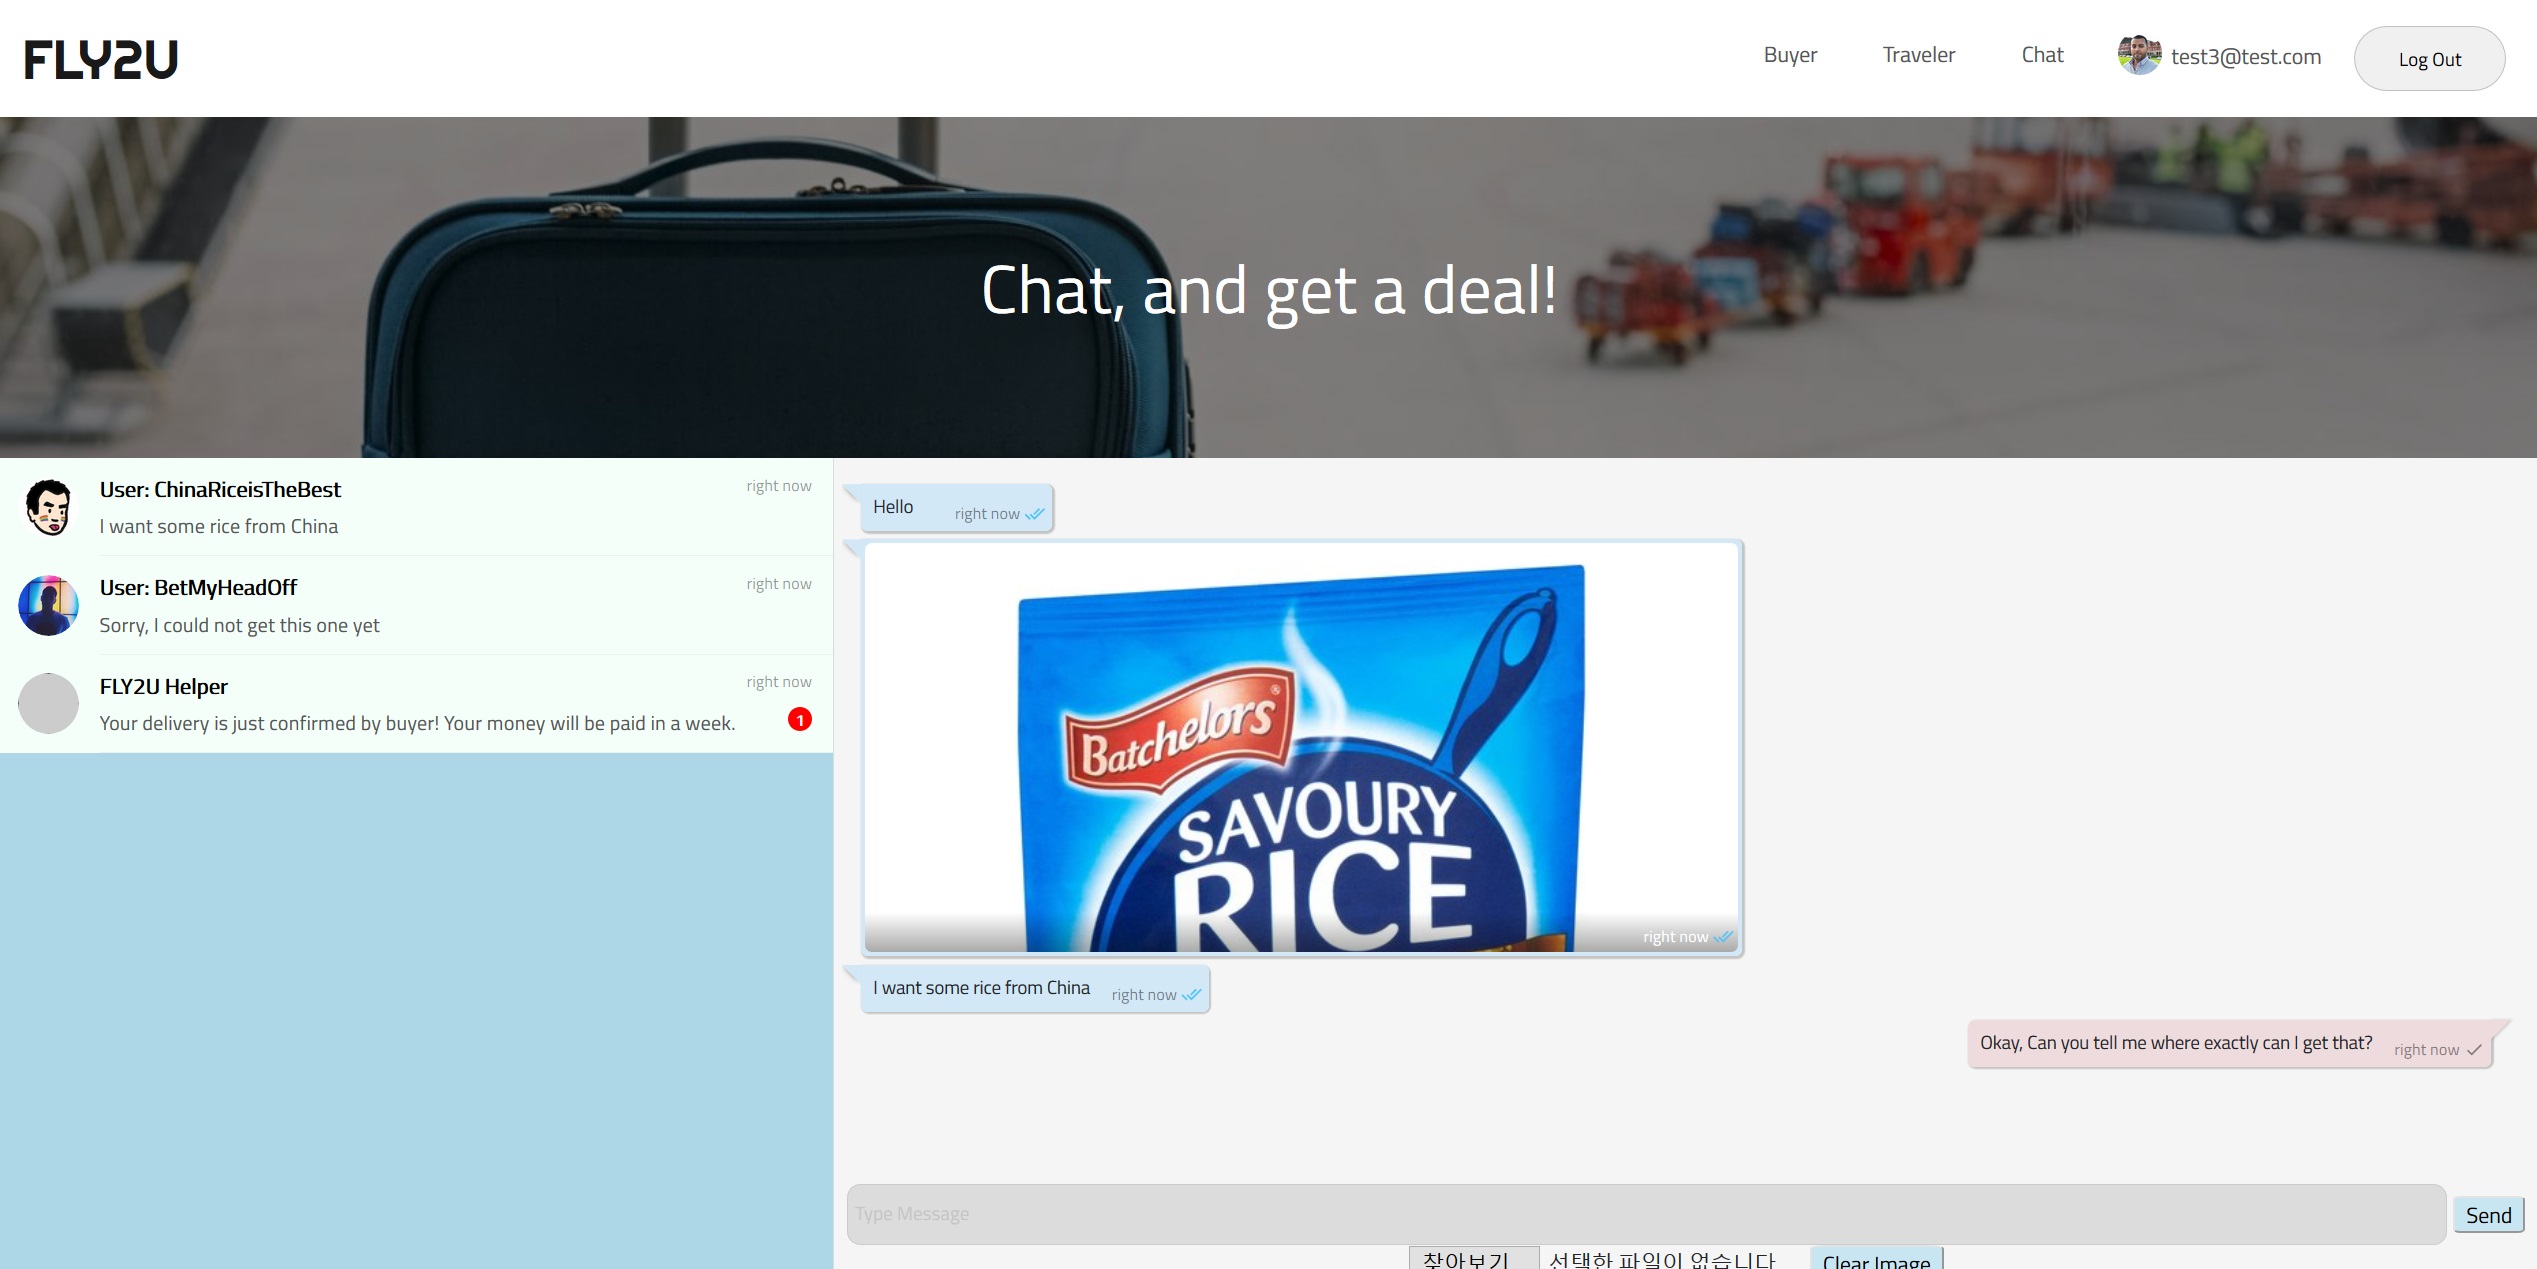 FLY2U
Buyer
Traveler
Chat
test3@test.com
Log Out
Chat, and get a deal!
User: ChinaRiceisTheBest
right now
I want some rice from China
User: BetMyHeadOff
right now
Sorry, I could not get this one yet
FLY2U Helper
right now
Your delivery is just confirmed by buyer! Your money will be paid in a week.
1
Hello
right now
Batchelors®
SAVOURY
RICE
right now
I want some rice from China
right now
Okay, Can you tell me where exactly can I get that?
right now
Type Message
Send
찾아보기
선택한 파일이 없습니다
Clear Image